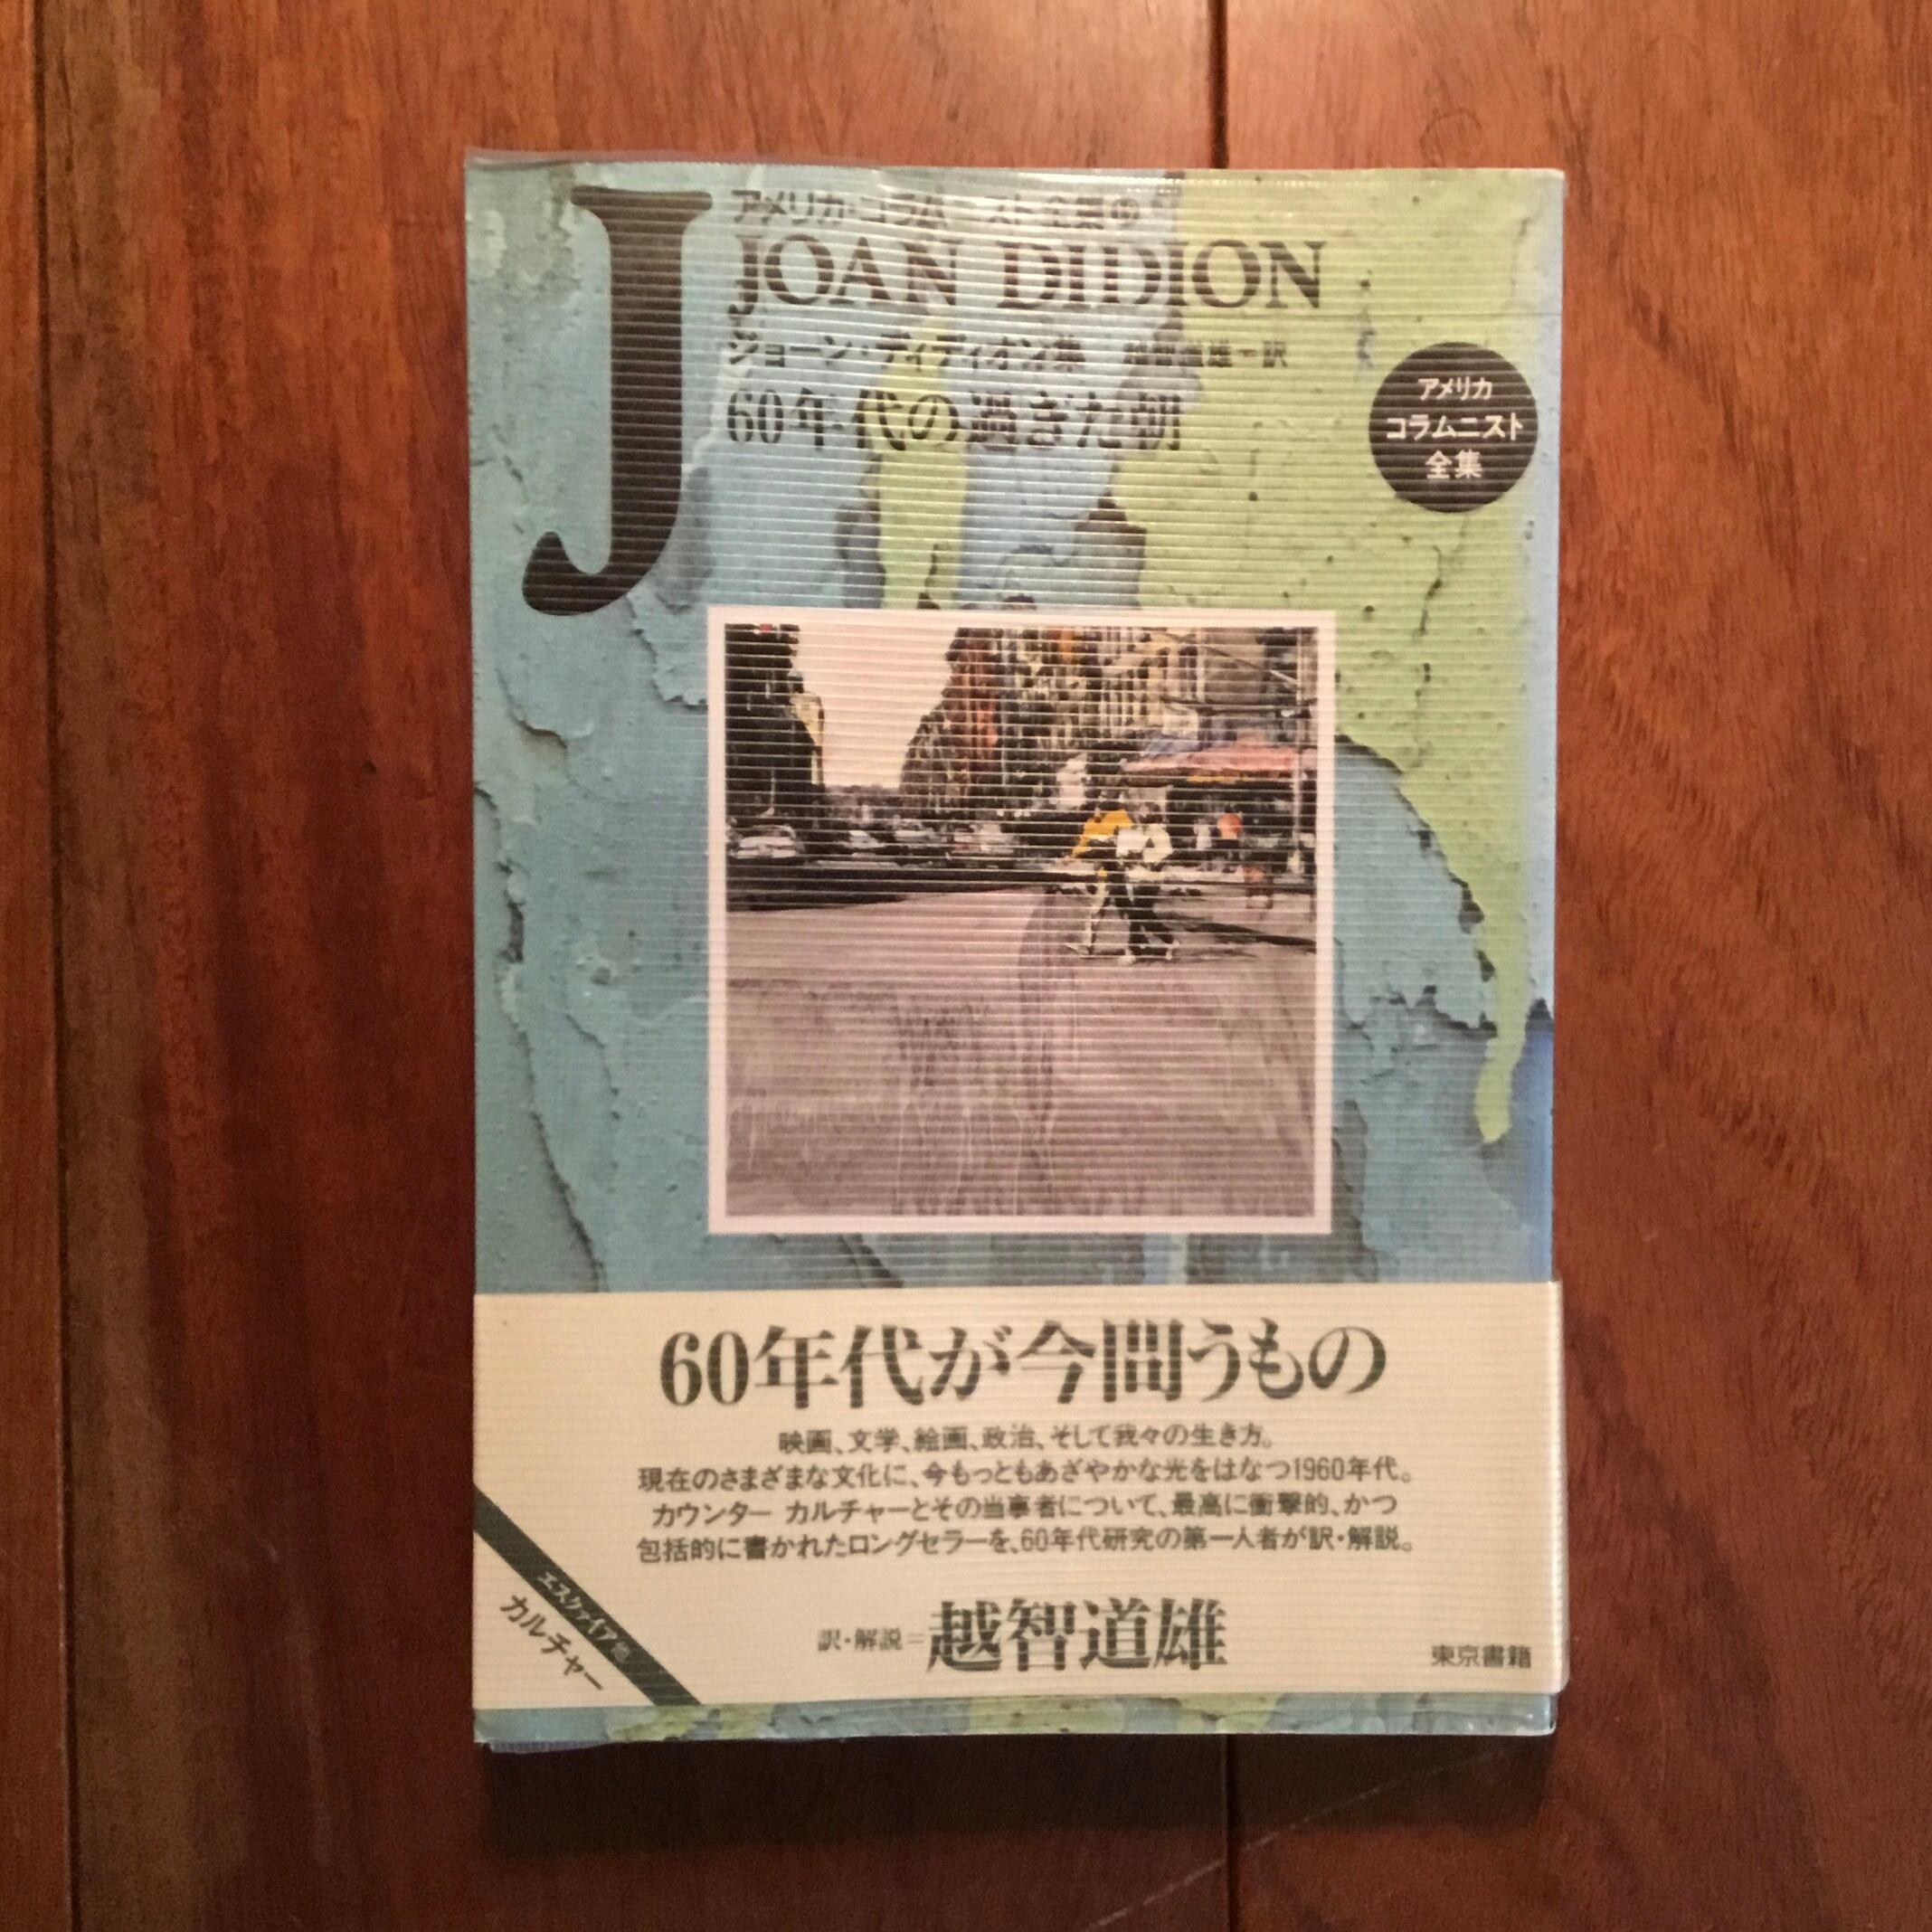 J
アメリカ・コラムニスト全集
JOAN DIDION
ジョーン・ディディオン集 越智道雄=訳
60年代の過ぎた朝
アメリカ
コラムニスト
全集
60年代が今問うもの
映画、文学、絵画、政治、そして我々の生き方。
現在のさまざまな文化に、今もっともあざやかな光をはなつ1960年代。
カウンター カルチャーとその当事者について、最高に衝撃的、かつ
包括的に書かれたロングセラーを、60年代研究の第一人者が訳・解説。
エスクァイア他
カルチャー
訳・解説=越智道雄
東京書籍